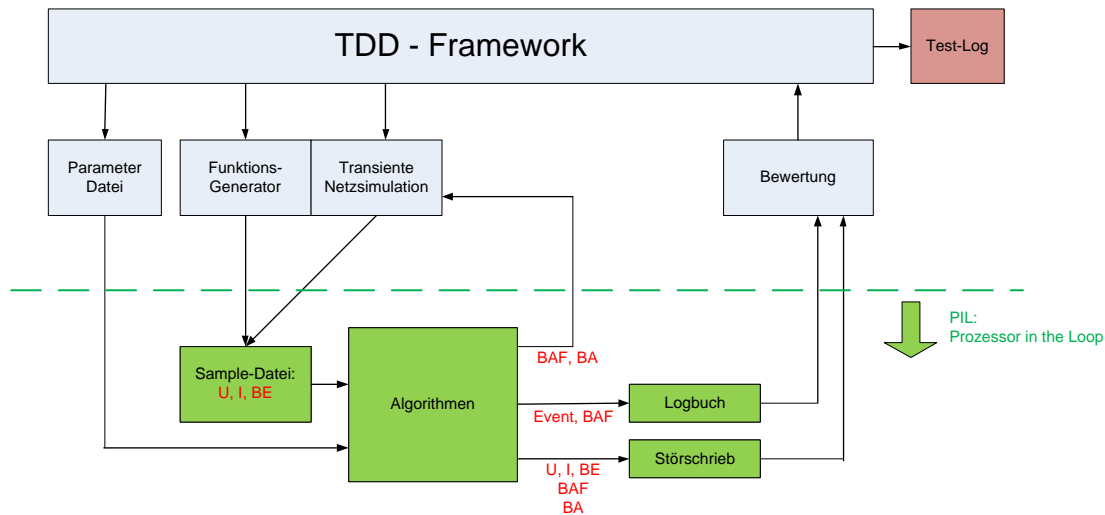 TDD - Framework
Test-Log
Parameter
Datei
Funktions-
Generator
Transiente
Netzsimulation
Bewertung
PIL:
Prozessor in the Loop
Sample-Datei:
U, I, BE
Algorithmen
BAF, BA
Event, BAF
Logbuch
U, I, BE
BAF
BA
Störschrieb